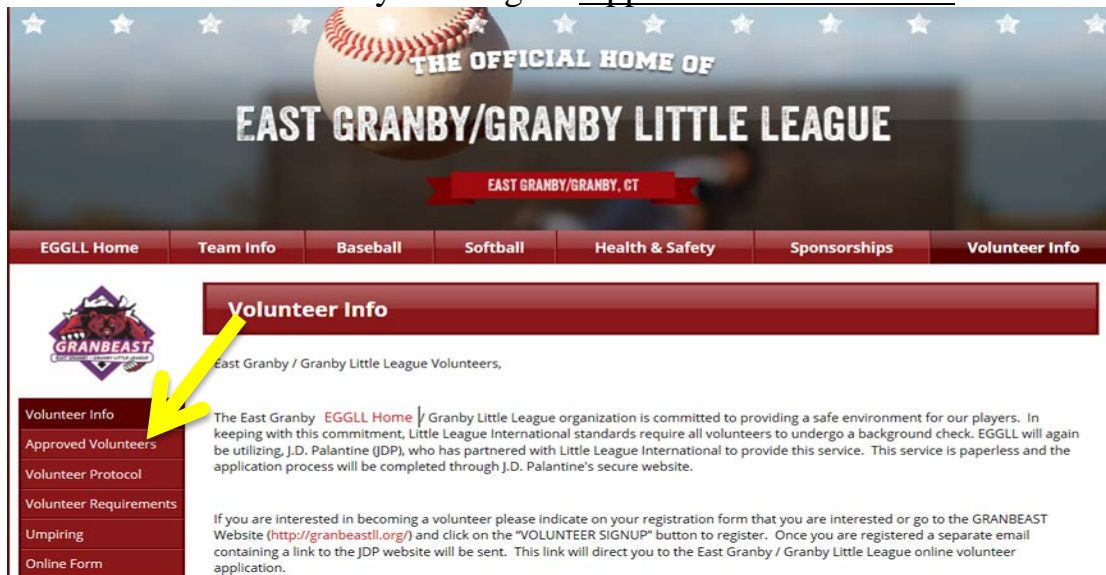 THE OFFICIAL HOME OF
EAST GRANBY/GRANBY LITTLE LEAGUE
EAST GRANBY/GRANBY, CT
EGGLL Home Team Info Baseball Softball Health & Safety Sponsorships Volunteer Info
GRANBEAST
Volunteer Info
East Granby / Granby Little League Volunteers,
Volunteer Info
Approved Volunteers
Volunteer Protocol
Volunteer Requirements
Umpiring
Online Form
The East Granby EGGLL Home / Granby Little League organization is committed to providing a safe environment for our players. In
keeping with this commitment, Little League International standards require all volunteers to undergo a background check. EGGLL will again
be utilizing, J.D. Palantine (JDP), who has partnered with Little League International to provide this service. This service is paperless and the
application process will be completed through J.D. Palantine's secure website.
If you are interested in becoming a volunteer please indicate on your registration form that you are interested or go to the GRANBEAST
Website (http://granbeastll.org/) and click on the “VOLUNTEER SIGNUP” button to register. Once you are registered a separate email
containing a link to the JDP website will be sent. This link will direct you to the East Granby / Granby Little League online volunteer
application.